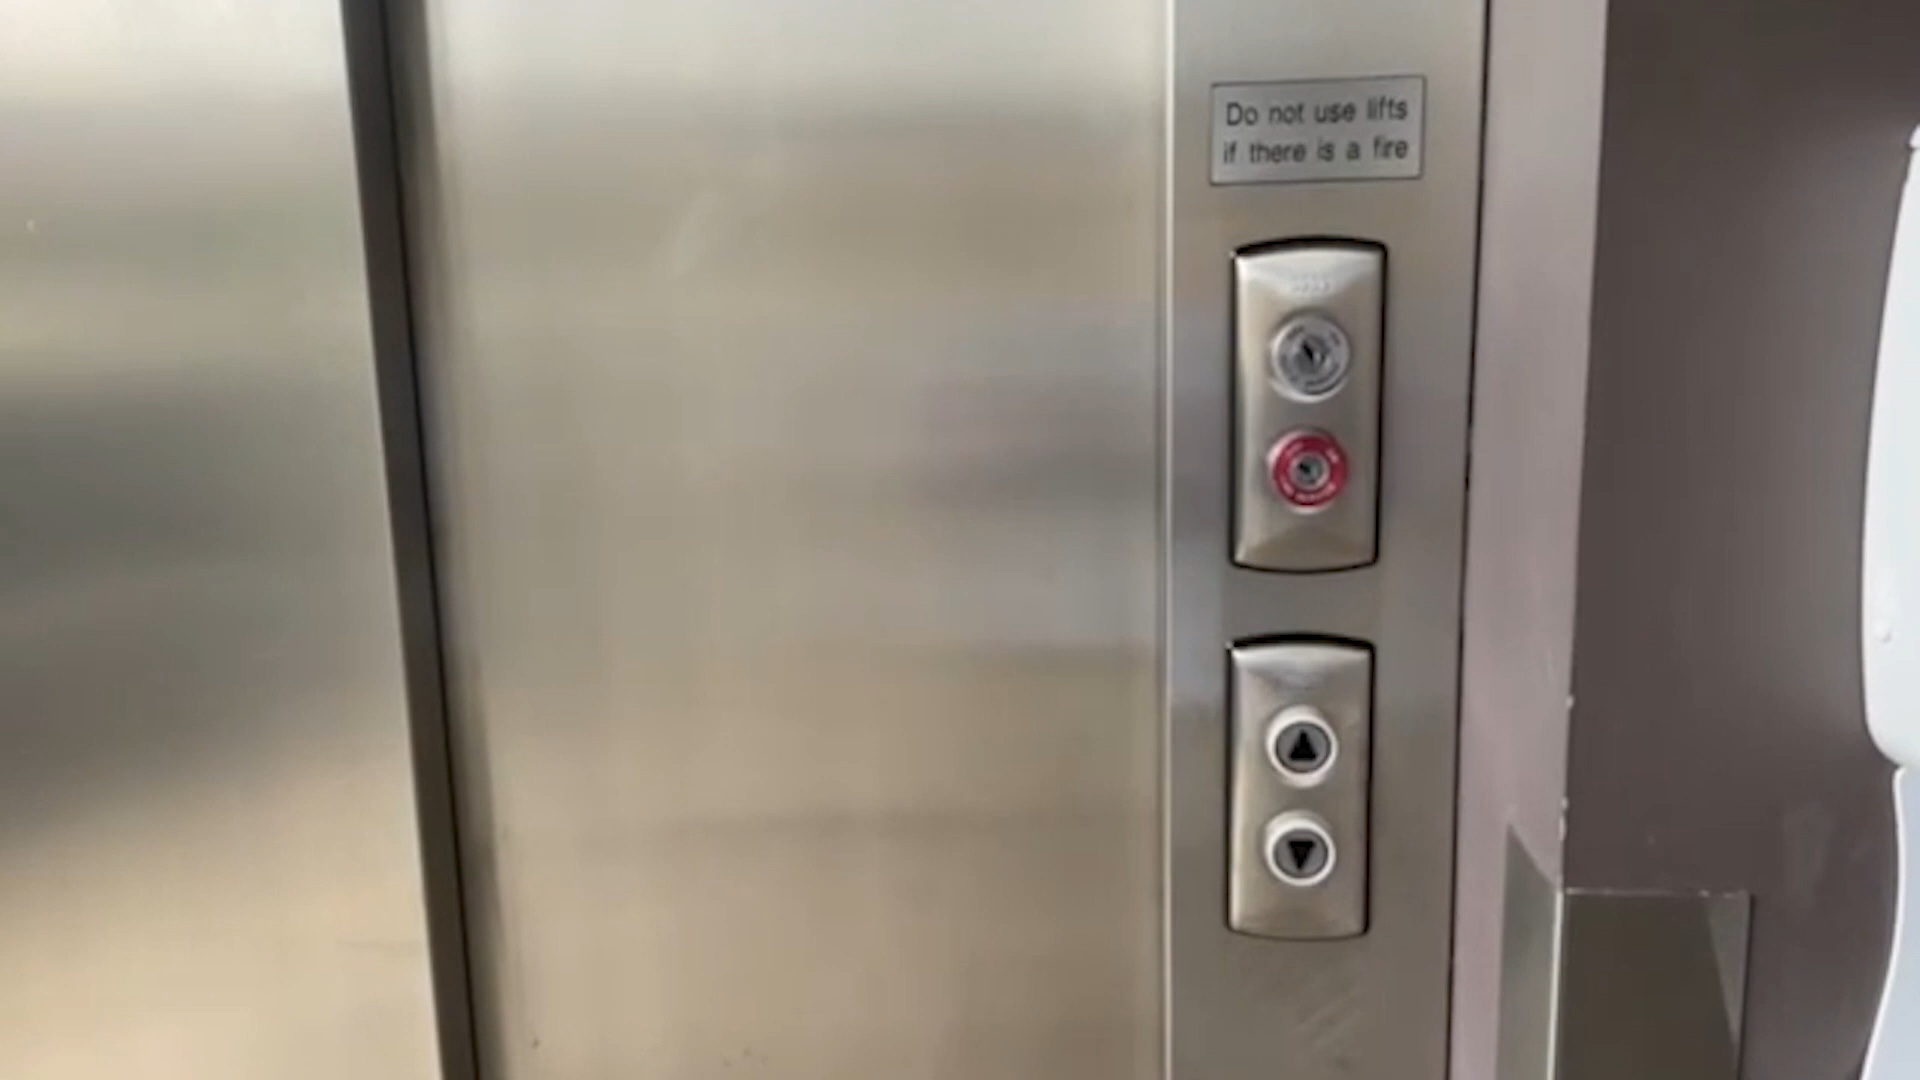 Do not use lifts
if there is a fire